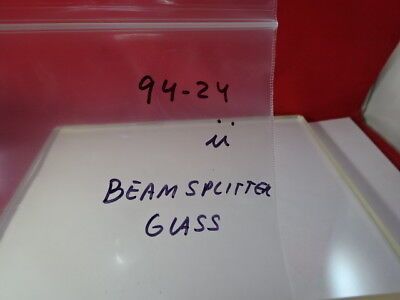 94-24
ü
BEAMSPLITTER
GLASS